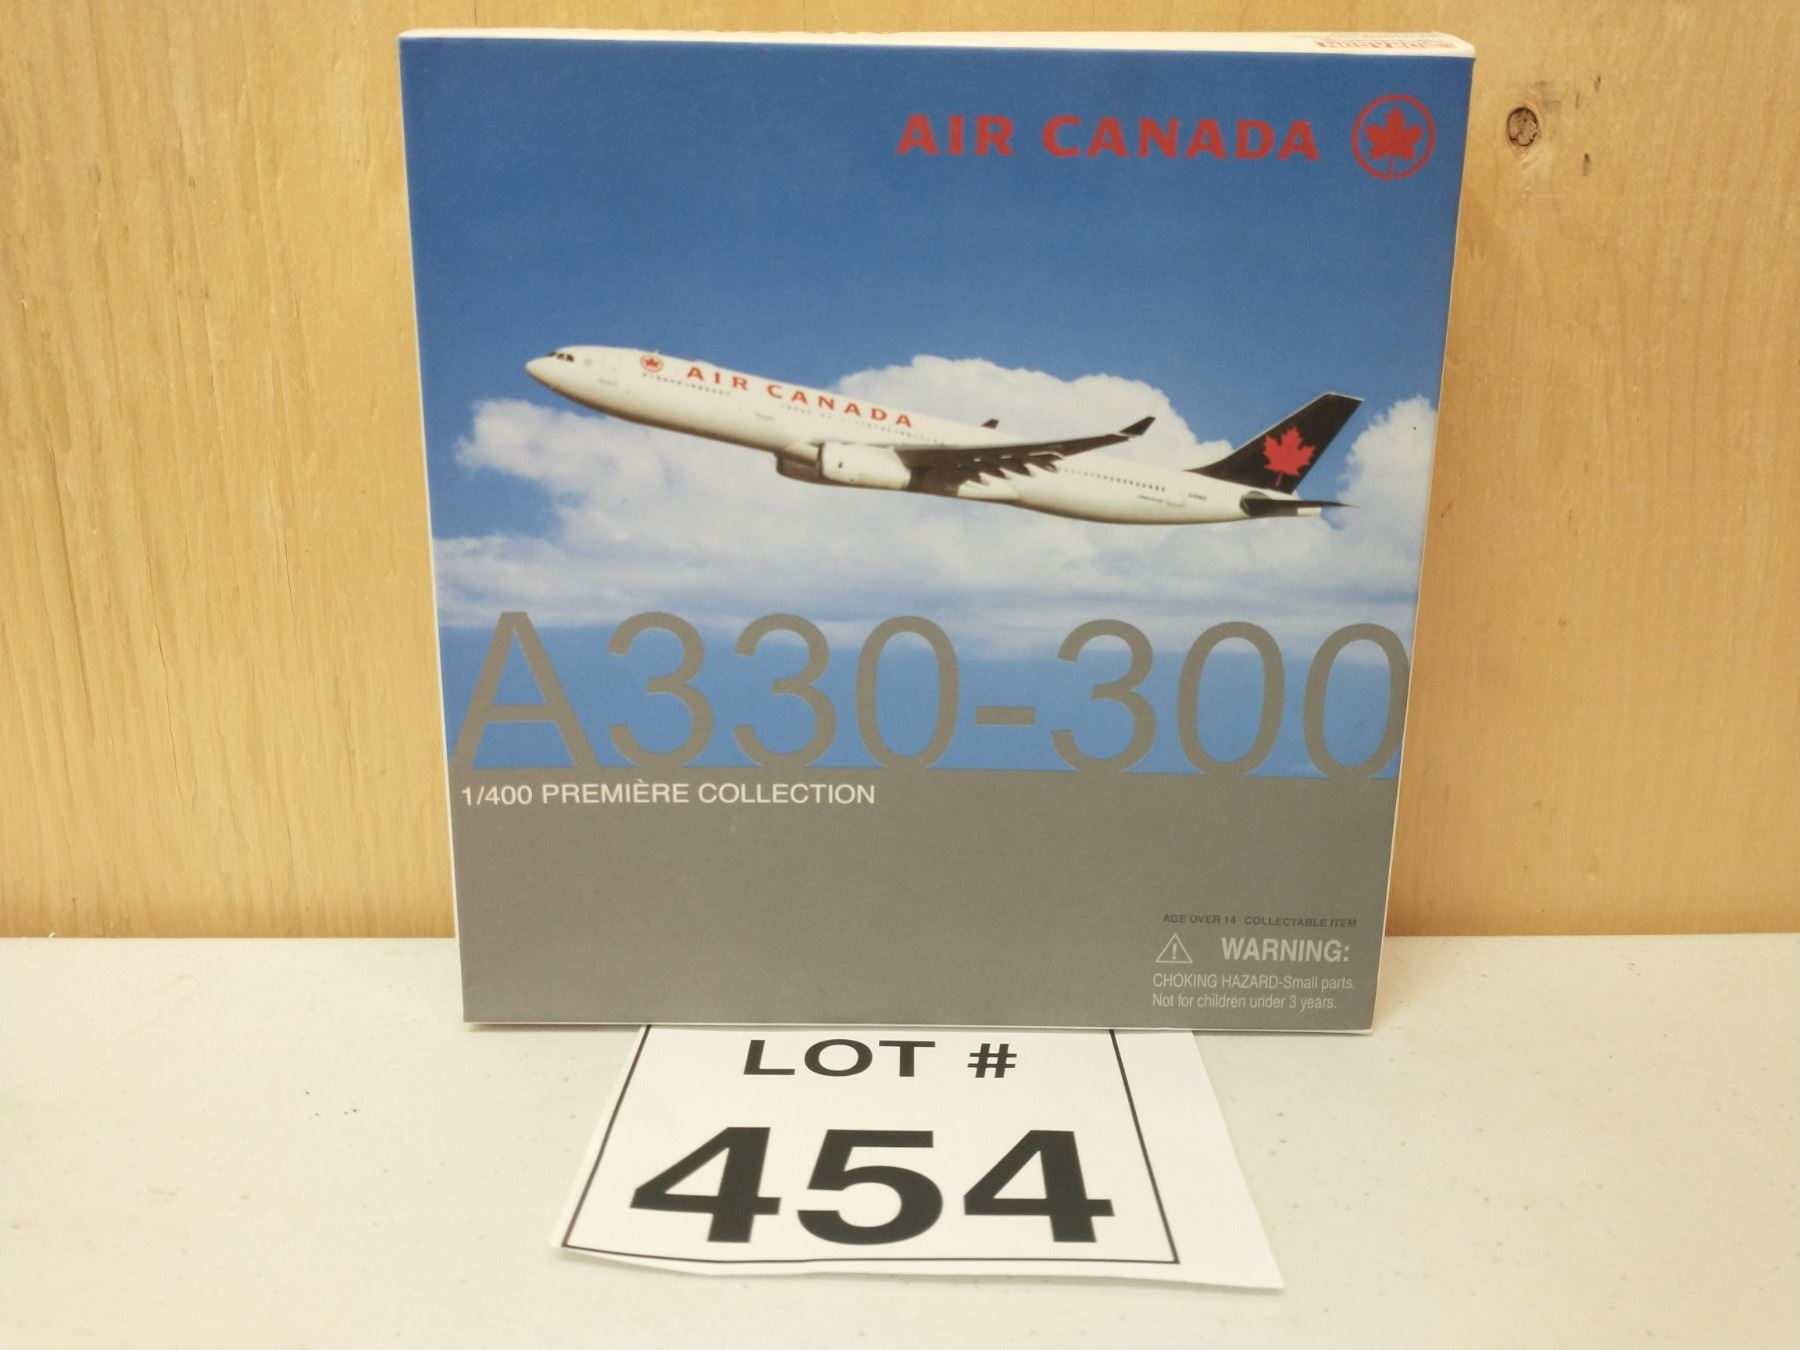 DRAGON
AIR CANADA
AIR CANADA
A330-300
1/400 PREMIÈRE COLLECTION
AGE OVER 14 COLLECTABLE ITEM
WARNING:
CHOKING HAZARD-Small parts.
Not for children under 3 years.
LOT #
454